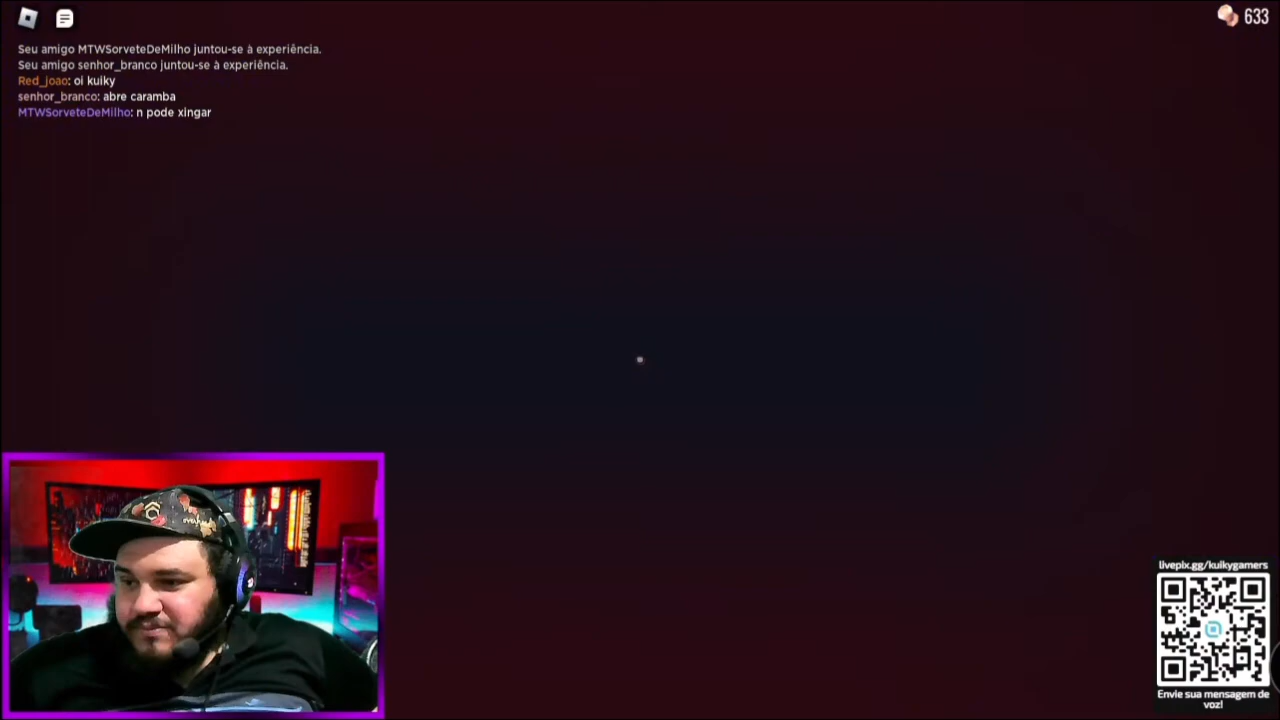 633
Seu amigo MTWSorveteDeMilho juntou-se à experiência.
Seu amigo senhor_branco juntou-se à experiência.
Red_joao: oi kuiky
senhor_branco: abre caramba
MTWSorveteDeMilho: n pode xingar
livepix.gg/kuikygamers
Envie sua mensagem de
voz!